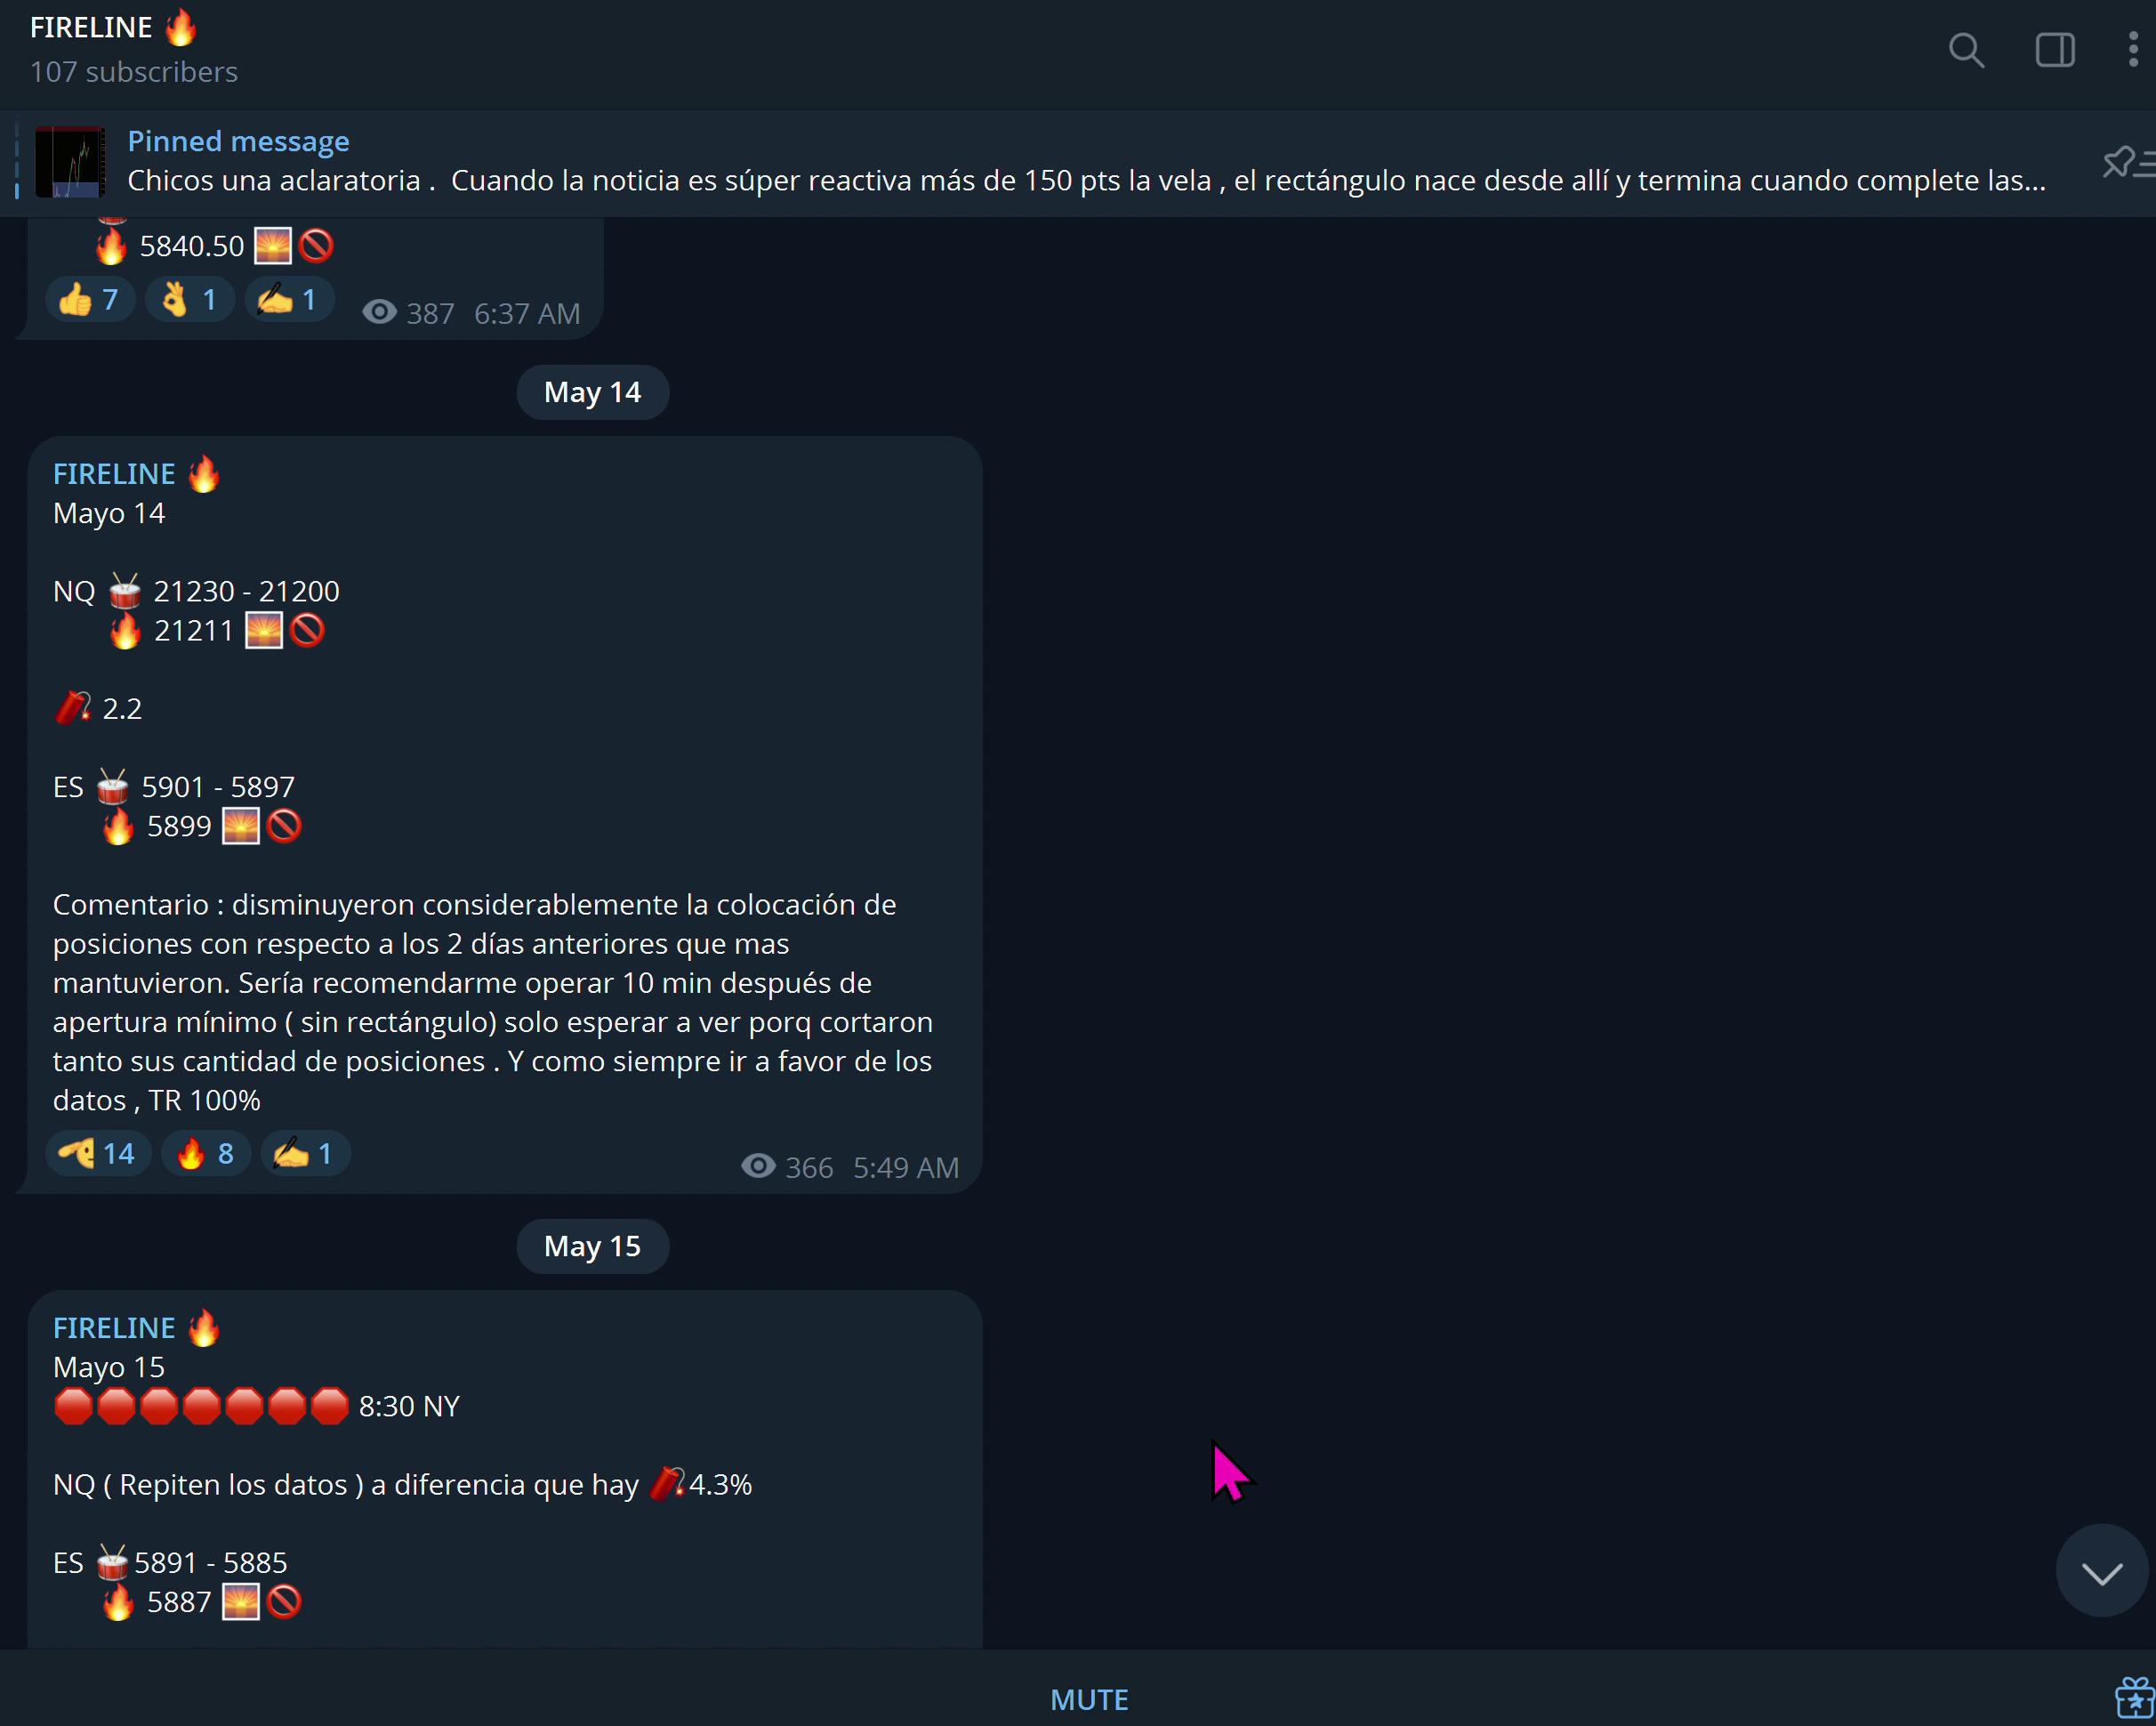 FIRELINE 🔥
107 subscribers
Pinned message
Chicos una aclaratoria . Cuando la noticia es súper reactiva más de 150 pts la vela , el rectángulo nace desde allí y termina cuando complete las...
🔥 5840.50 🌅🚫
👍 7 👌 1 ✍️ 1 387 6:37 AM
May 14
FIRELINE 🔥
Mayo 14
NQ 🥁 21230 - 21200
🔥 21211 🌅🚫
🧨 2.2
ES 🥁 5901 - 5897
🔥 5899 🌅🚫
Comentario : disminuyeron considerablemente la colocación de
posiciones con respecto a los 2 días anteriores que mas
mantuvieron. Sería recomendarme operar 10 min después de
apertura mínimo ( sin rectángulo) solo esperar a ver porq cortaron
tanto sus cantidad de posiciones . Y como siempre ir a favor de los
datos , TR 100%
14 🔥 8 ✍️ 1 366 5:49 AM
May 15
FIRELINE 🔥
Mayo 15
🛑🛑🛑🛑🛑🛑🛑 8:30 NY
NQ ( Repiten los datos ) a diferencia que hay 🧨4.3%
ES 🥁5891 - 5885
🔥 5887 🌅🚫
MUTE